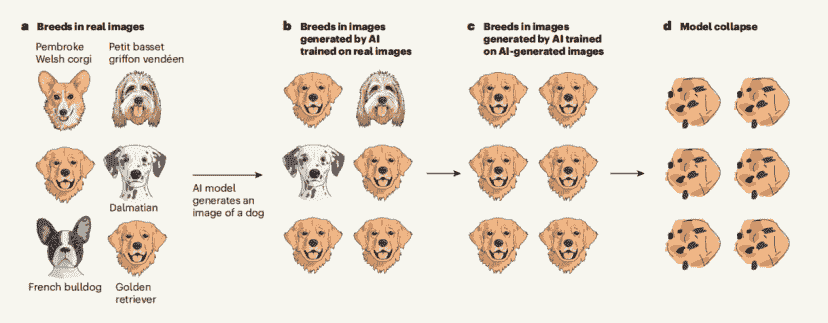 a Breeds in real images
Pembroke
Welsh corgi
Petit basset
griffon vendéen
Dalmatian
French bulldog
Golden
retriever
AI model
generates an
image of a dog
b Breeds in images
generated by AI
trained on real images
c Breeds in images
generated by AI trained
on AI-generated images
d Model collapse